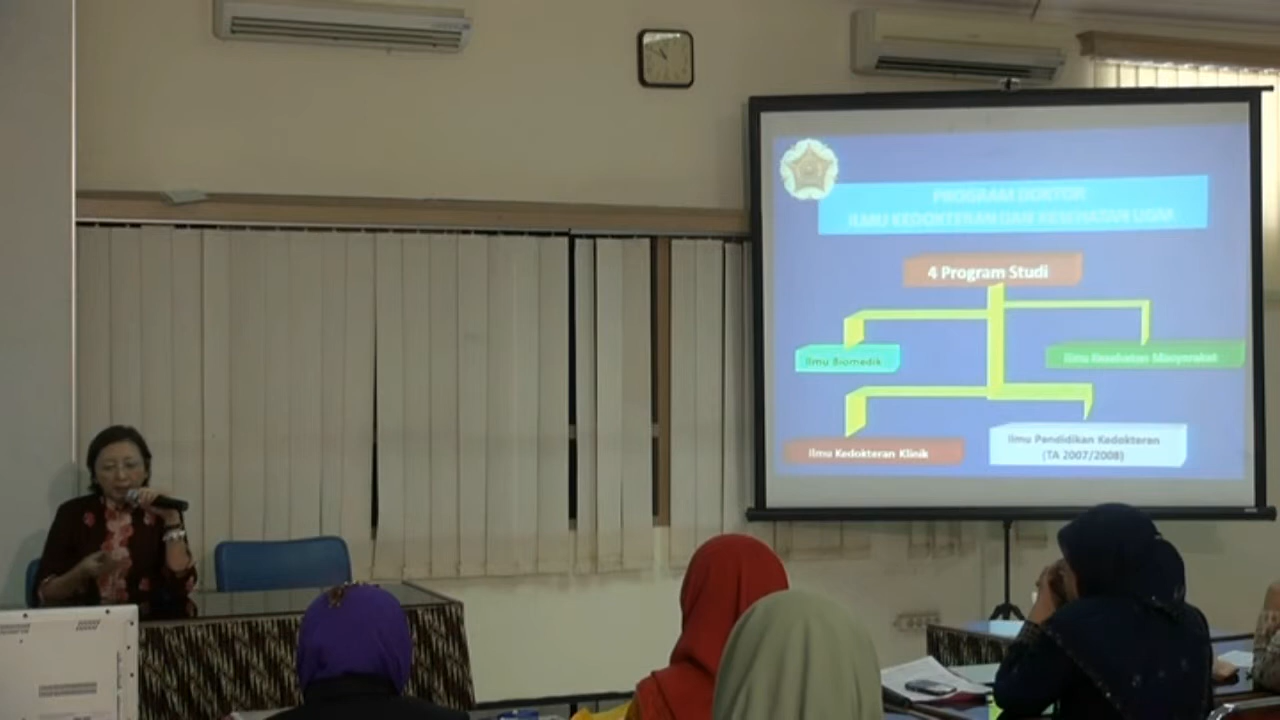 PROGRAM DOKTOR
ILMU KEDOKTERAN DAN KESEHATAN UGM
4 Program Studi
Ilmu Biomedik
Ilmu Kesehatan Masyarakat
Ilmu Kedokteran Klinik
Ilmu Pendidikan Kedokteran
(TA 2007/2008)